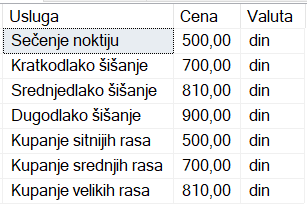 Usluga Cena Valuta
Sečenje noktiju 500,00 din
Kratkodlako šišanje 700,00 din
Srednjedlako šišanje 810,00 din
Dugodlako šišanje 900,00 din
Kupanje sitnijih rasa 500,00 din
Kupanje srednjih rasa 700,00 din
Kupanje velikih rasa 810,00 din